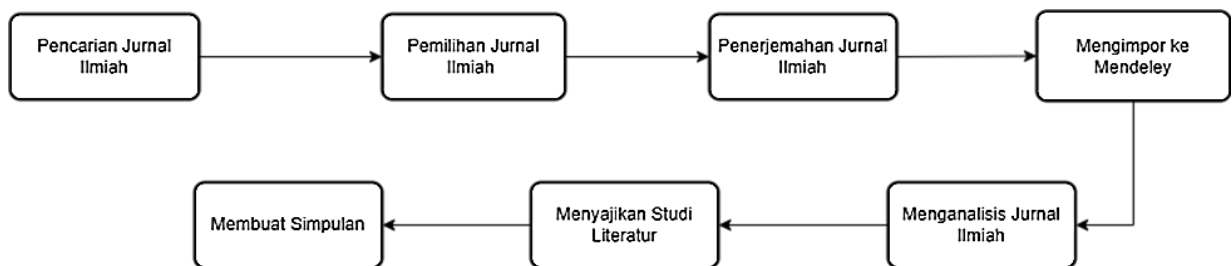 Pencarian Jurnal
Ilmiah
Pemilihan Jurnal
Ilmiah
Penerjemahan Jurnal
Ilmiah
Mengimpor ke
Mendeley
Menganalisis Jurnal
Ilmiah
Menyajikan Studi
Literatur
Membuat Simpulan